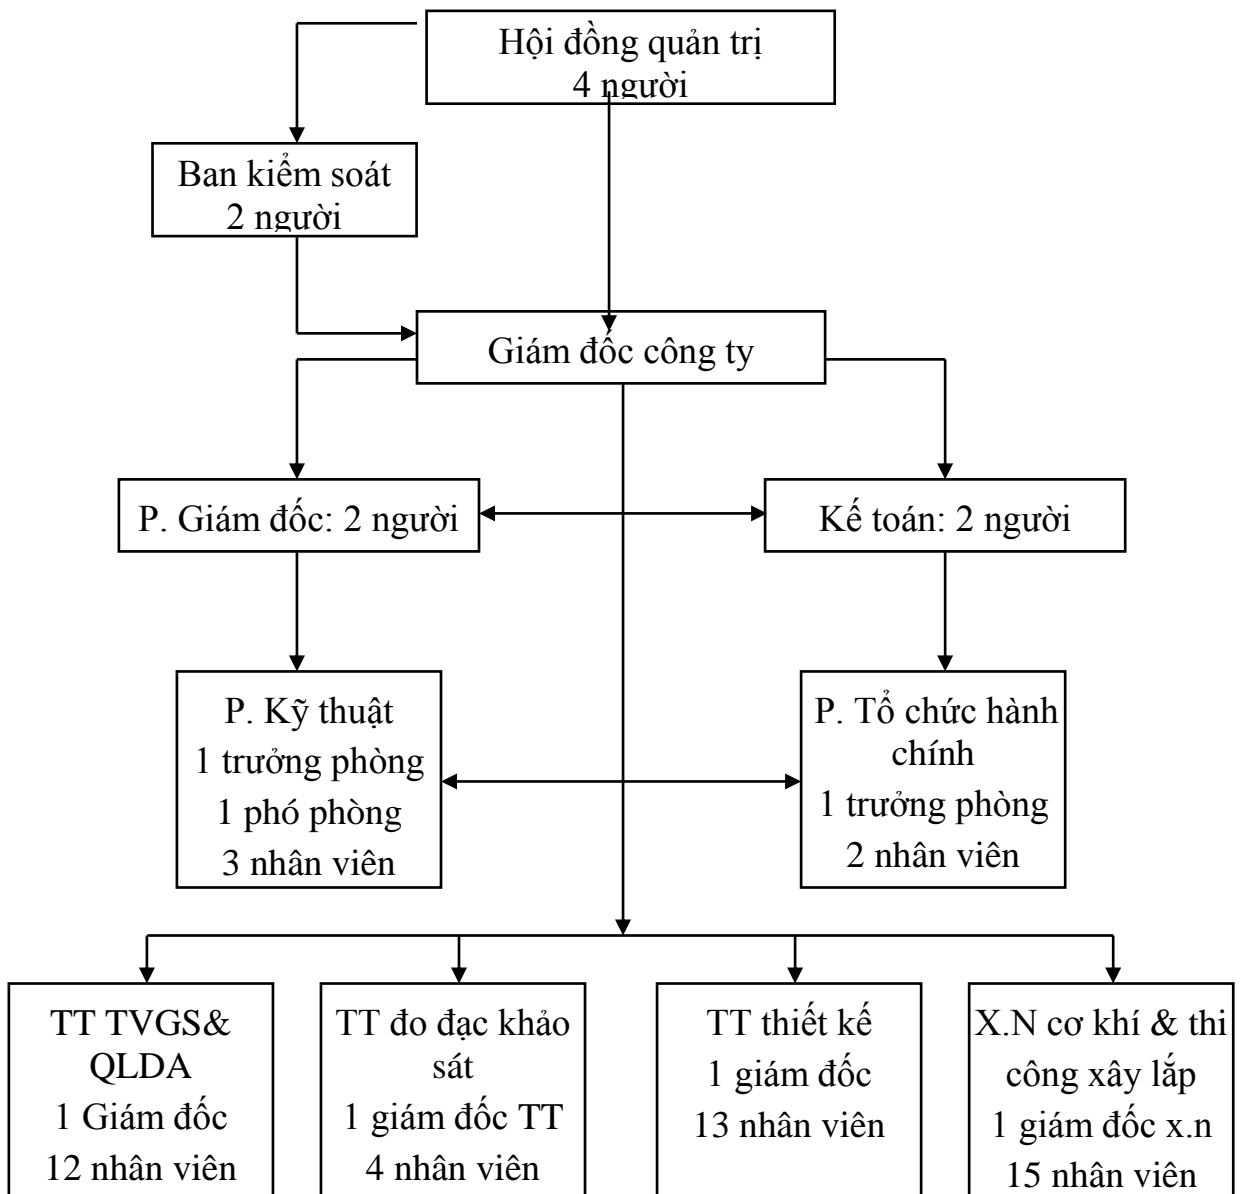 Hội đồng quản trị
4 người
Ban kiểm soát
2 người
Giám đốc công ty
P. Giám đốc: 2 người
Kế toán: 2 người
P. Kỹ thuật
1 trưởng phòng
1 phó phòng
3 nhân viên
P. Tổ chức hành
chính
1 trưởng phòng
2 nhân viên
TT TVGS&
QLDA
1 Giám đốc
12 nhân viên
TT đo đạc khảo
sát
1 giám đốc TT
4 nhân viên
TT thiết kế
1 giám đốc
13 nhân viên
X.N cơ khí & thi
công xây lắp
1 giám đốc x.n
15 nhân viên